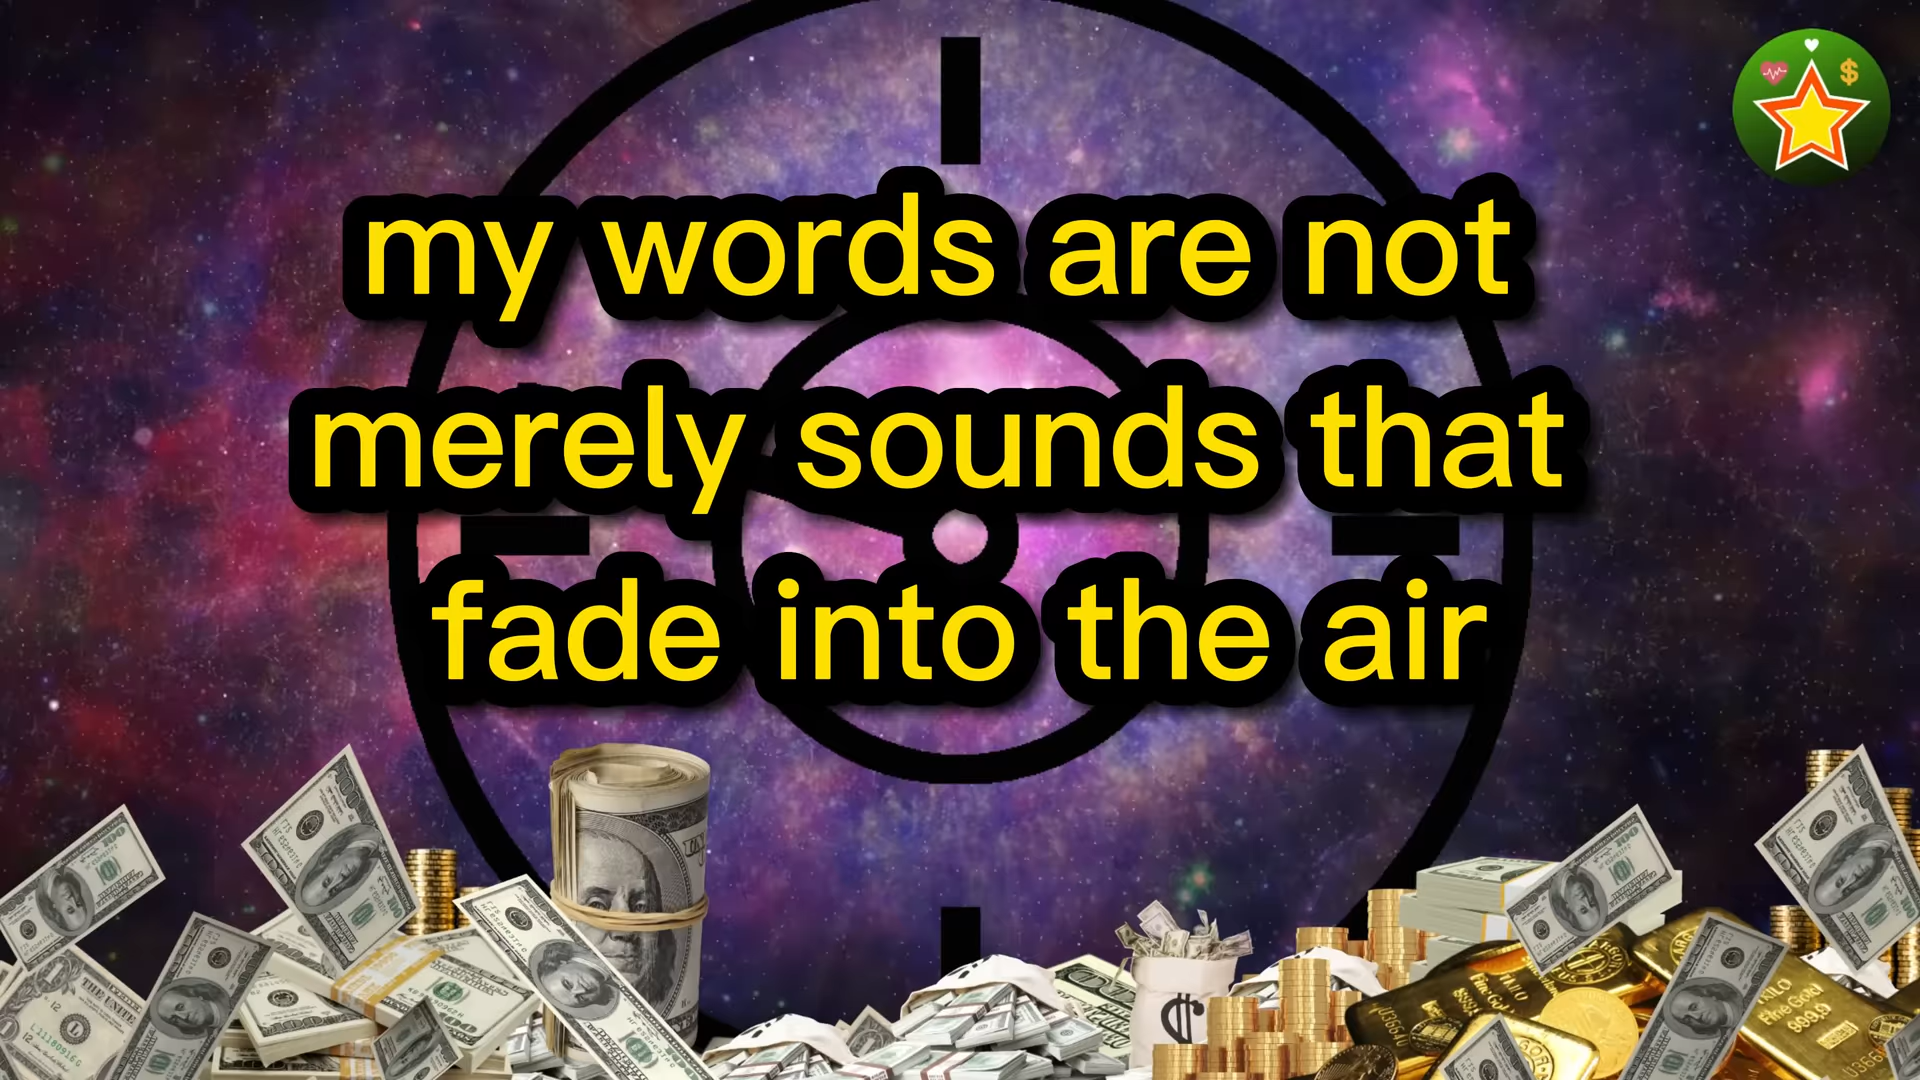 my words are not
merely sounds that
fade into the air